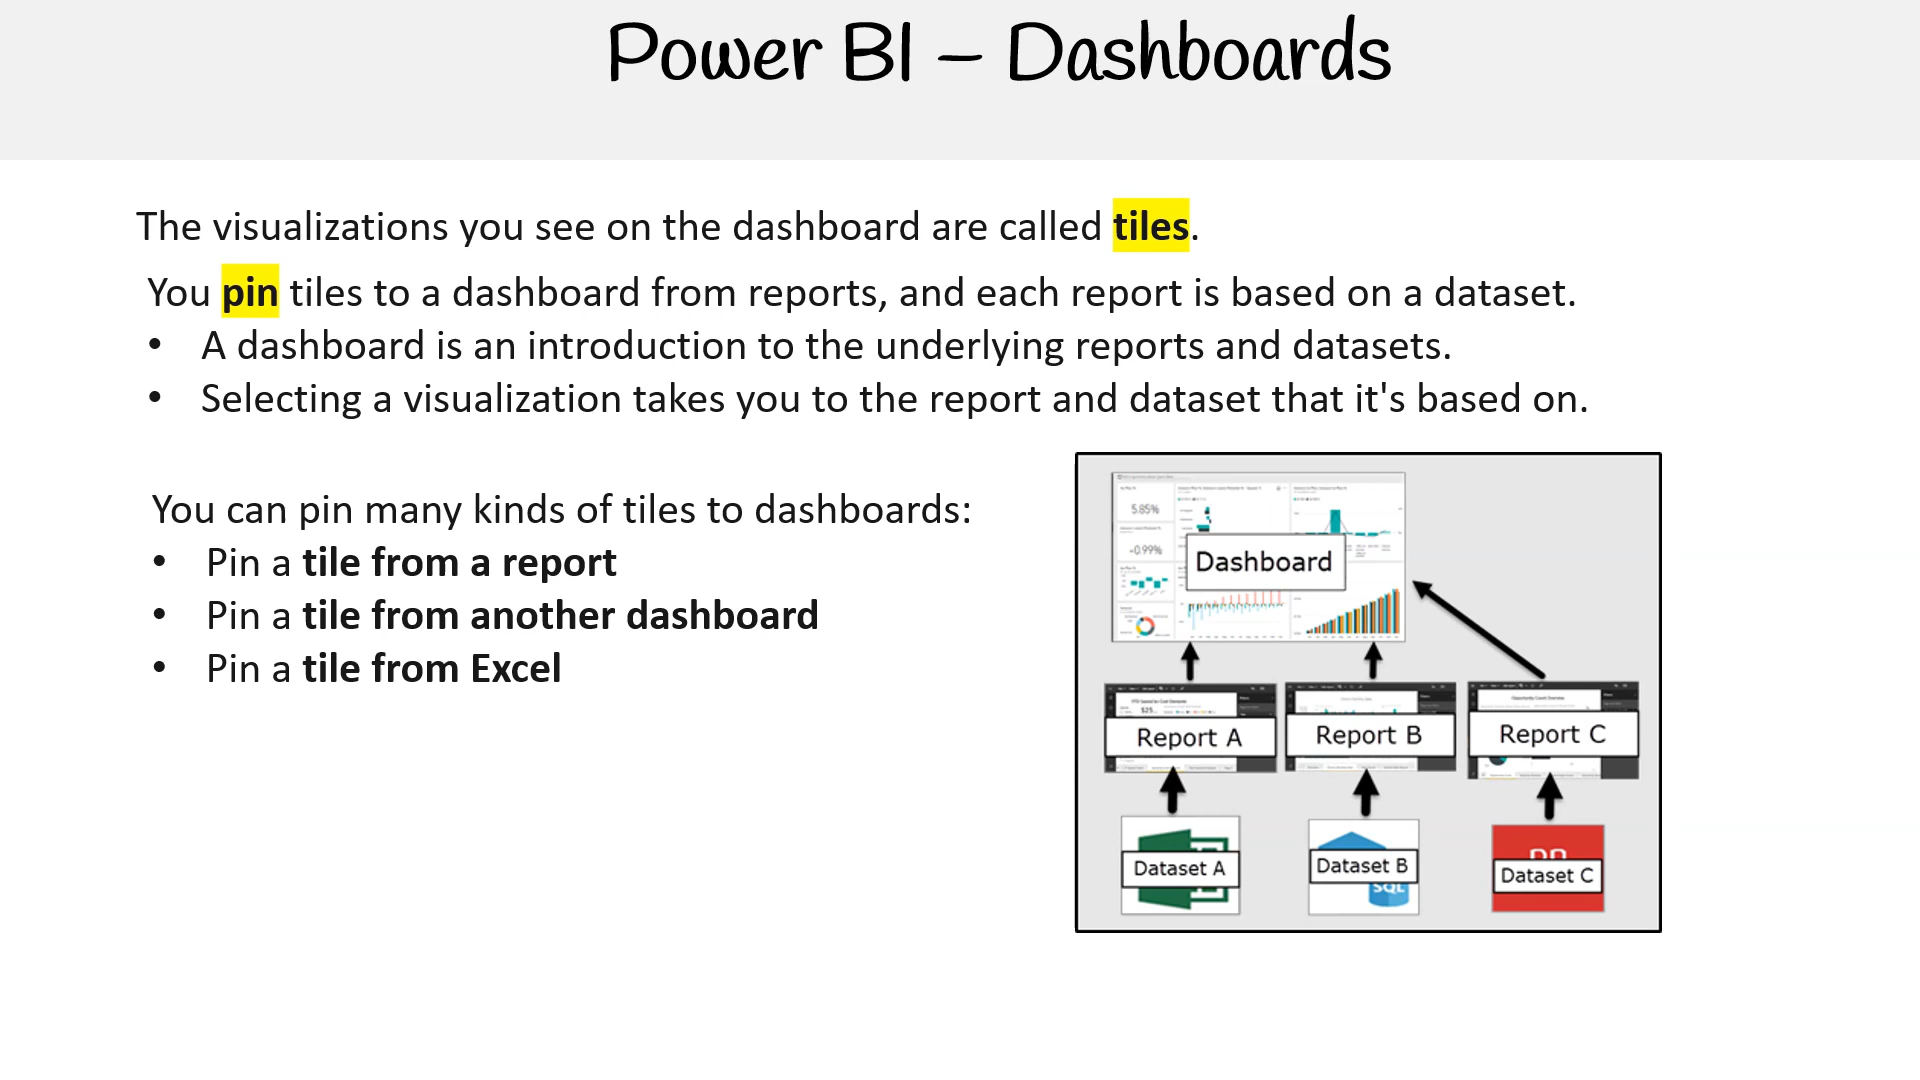 Power BI – Dashboards
The visualizations you see on the dashboard are called tiles.
You pin tiles to a dashboard from reports, and each report is based on a dataset.
• A dashboard is an introduction to the underlying reports and datasets.
• Selecting a visualization takes you to the report and dataset that it's based on.
You can pin many kinds of tiles to dashboards:
• Pin a tile from a report
• Pin a tile from another dashboard
• Pin a tile from Excel
5.85%
-0.99%
Dashboard
Report A
Report B
Report C
Dataset A
Dataset B
SQL
Dataset C